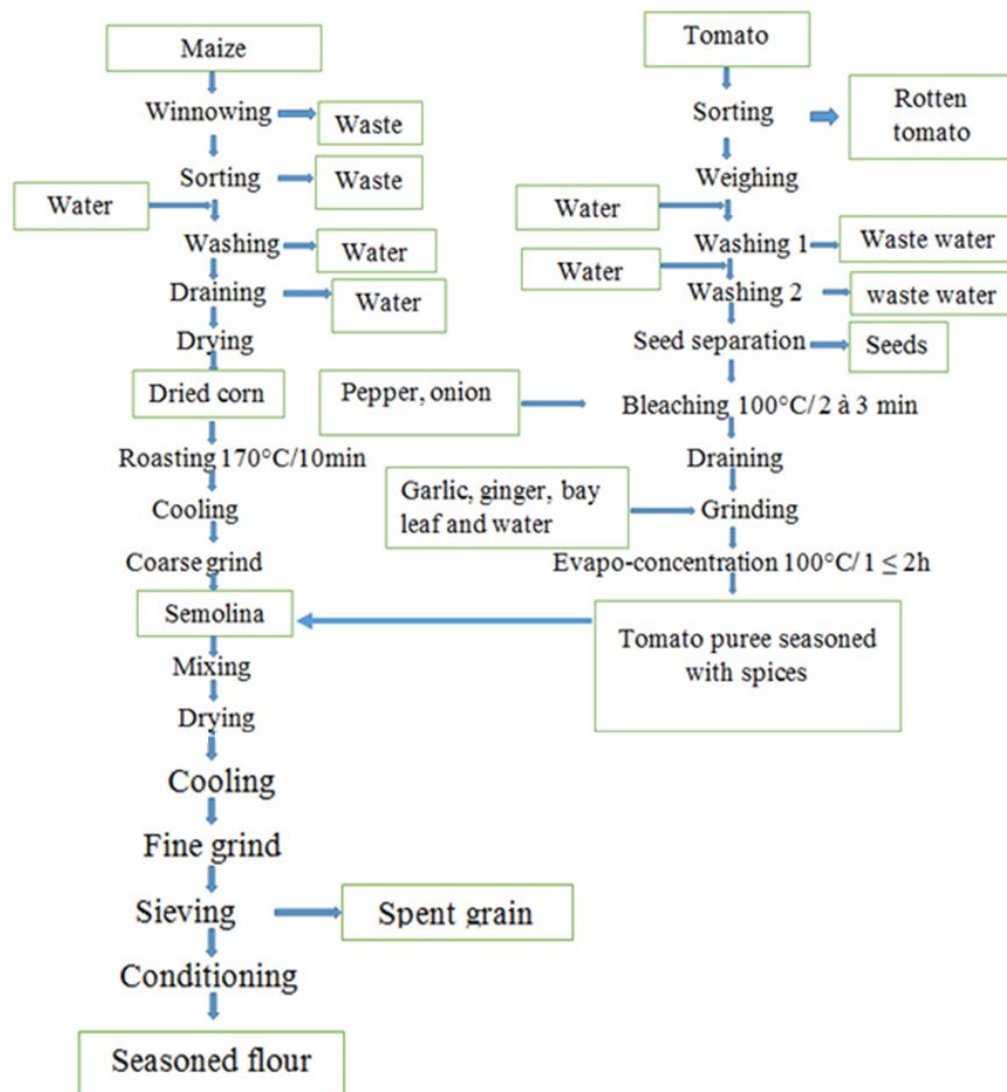 Maize
Winnowing
Waste
Sorting
Waste
Water
Washing
Water
Draining
Water
Drying
Dried corn
Roasting 170°C/10min
Cooling
Coarse grind
Semolina
Mixing
Drying
Cooling
Fine grind
Sieving
Spent grain
Conditioning
Seasoned flour
Tomato
Sorting
Rotten
tomato
Weighing
Water
Washing 1
Waste water
Water
Washing 2
waste water
Seed separation
Seeds
Pepper, onion
Bleaching 100°C/ 2 à 3 min
Draining
Garlic, ginger, bay
leaf and water
Grinding
Evapo-concentration 100°C/ 1 ≤ 2h
Tomato puree seasoned
with spices